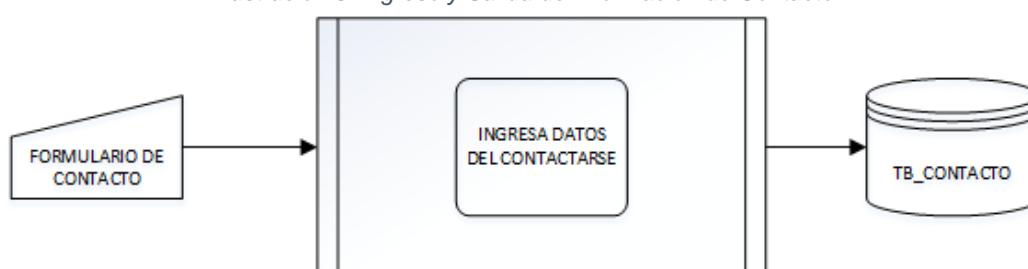 FORMULARIO DE
CONTACTO
INGRESA DATOS
DEL CONTACTARSE
TB_CONTACTO